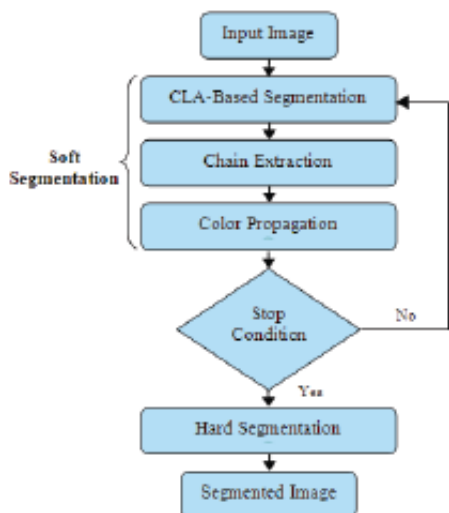 Input Image
CLA-Based Segmentation
Soft
Segmentation
Chain Extraction
Color Propagation
Stop
Condition
No
Yes
Hard Segmentation
Segmented Image